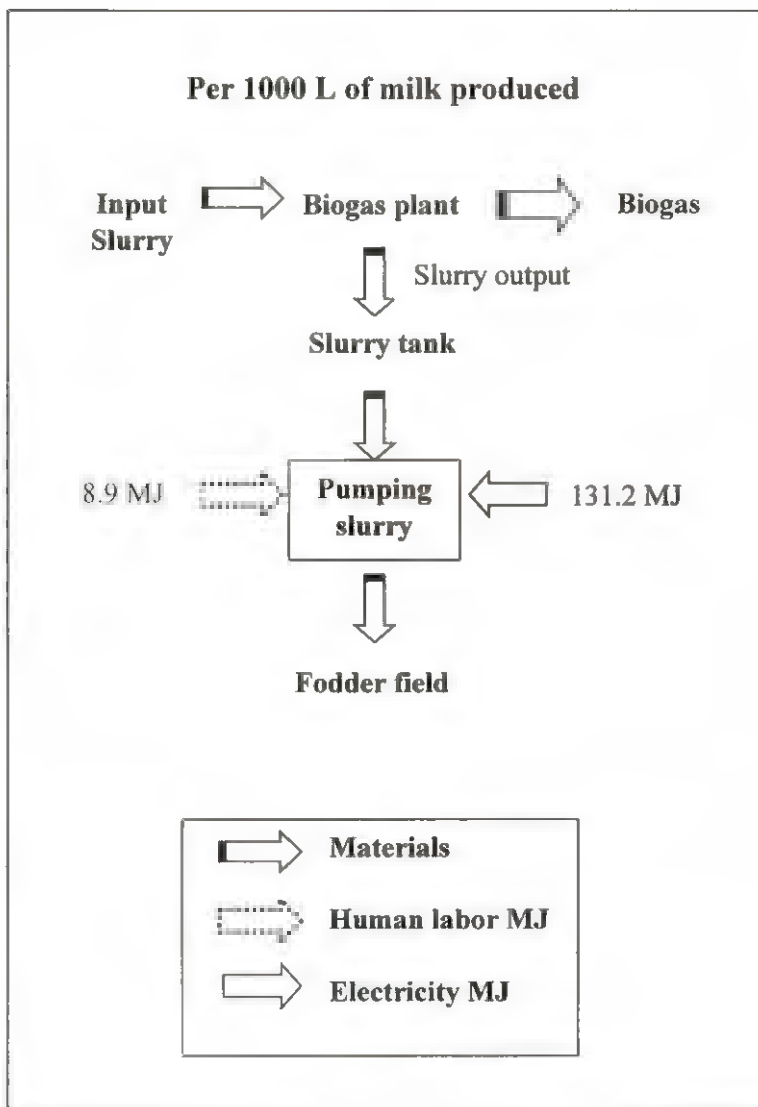 Per 1000 L of milk produced
Input Slurry
Biogas plant
Biogas
Slurry output
Slurry tank
8.9 MJ
Pumping
slurry
131.2 MJ
Fodder field
Materials
Human labor MJ
Electricity MJ